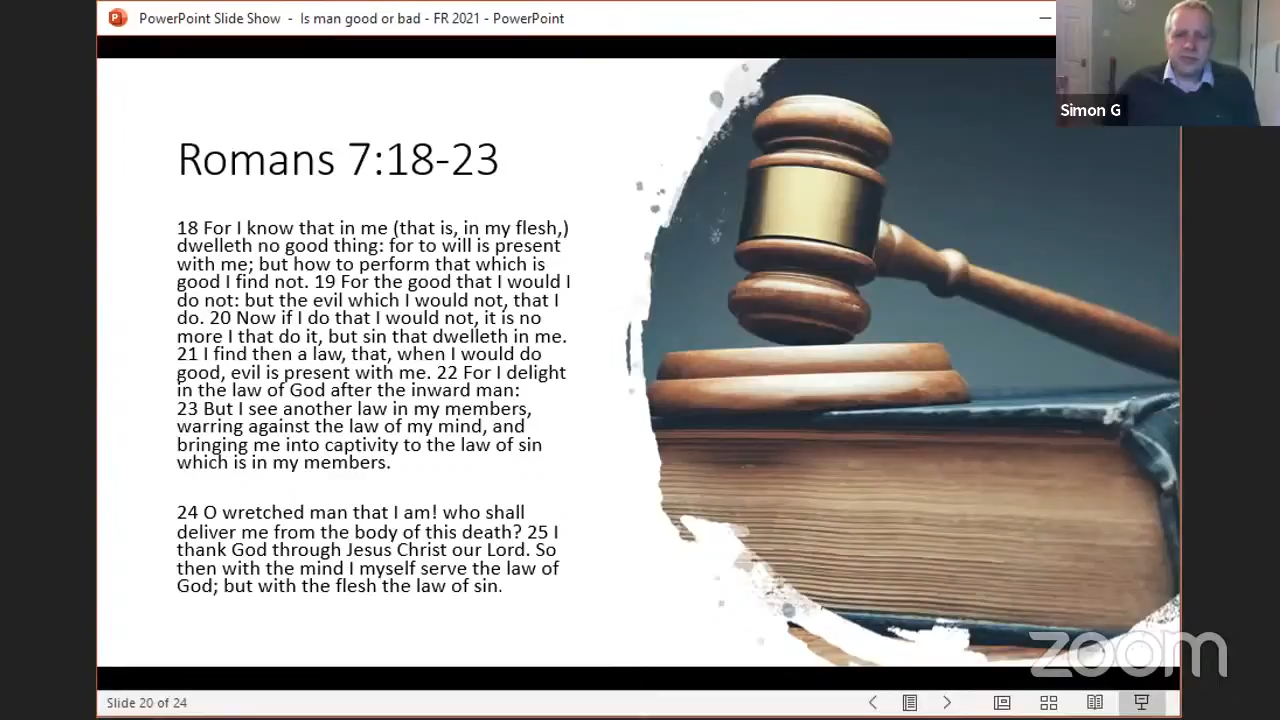 PowerPoint Slide Show - Is man good or bad - FR 2021 - PowerPoint
Simon G
Romans 7:18-23
18 For I know that in me (that is, in my flesh,)
dwelleth no good thing: for to will is present
with me; but how to perform that which is
good I find not. 19 For the good that I would I
do not: but the evil which I would not, that I
do. 20 Now if I do that I would not, it is no
more I that do it, but sin that dwelleth in me.
21 I find then a law, that, when I would do
good, evil is present with me. 22 For I delight
in the law of God after the inward man:
23 But I see another law in my members,
warring against the law of my mind, and
bringing me into captivity to the law of sin
which is in my members.
24 O wretched man that I am! who shall
deliver me from the body of this death? 25 I
thank God through Jesus Christ our Lord. So
then with the mind I myself serve the law of
God; but with the flesh the law of sin.
zoom
Slide 20 of 24